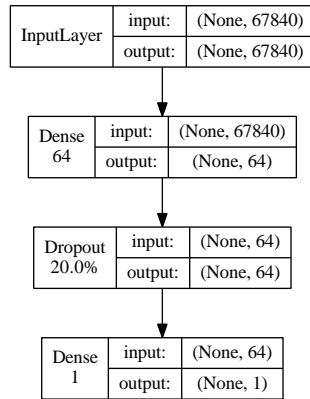 InputLayer
input: (None, 67840)
output: (None, 67840)
Dense
64
input: (None, 67840)
output: (None, 64)
Dropout
20.0%
input: (None, 64)
output: (None, 64)
Dense
1
input: (None, 64)
output: (None, 1)